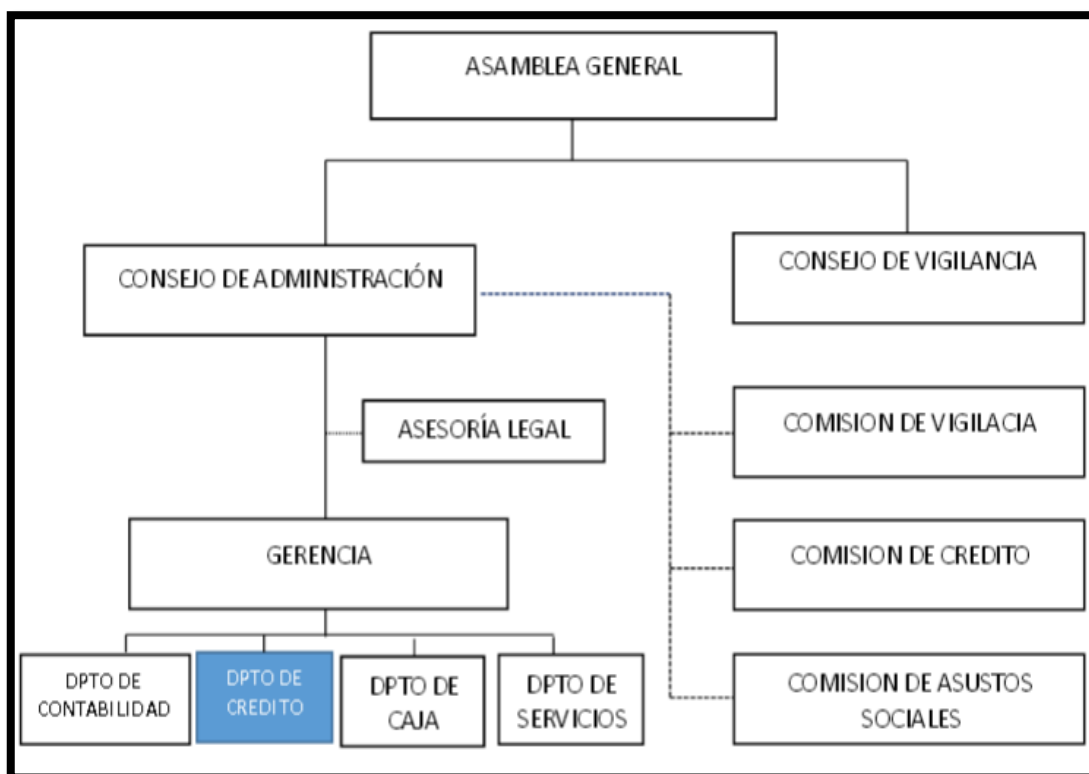 ASAMBLEA GENERAL
CONSEJO DE ADMINISTRACIÓN
CONSEJO DE VIGILANCIA
ASESORÍA LEGAL
COMISION DE VIGILACIA
GERENCIA
COMISION DE CREDITO
DPTO DE
CONTABILIDAD
DPTO DE
CREDITO
DPTO DE
CAJA
DPTO DE
SERVICIOS
COMISION DE ASUSTOS
SOCIALES